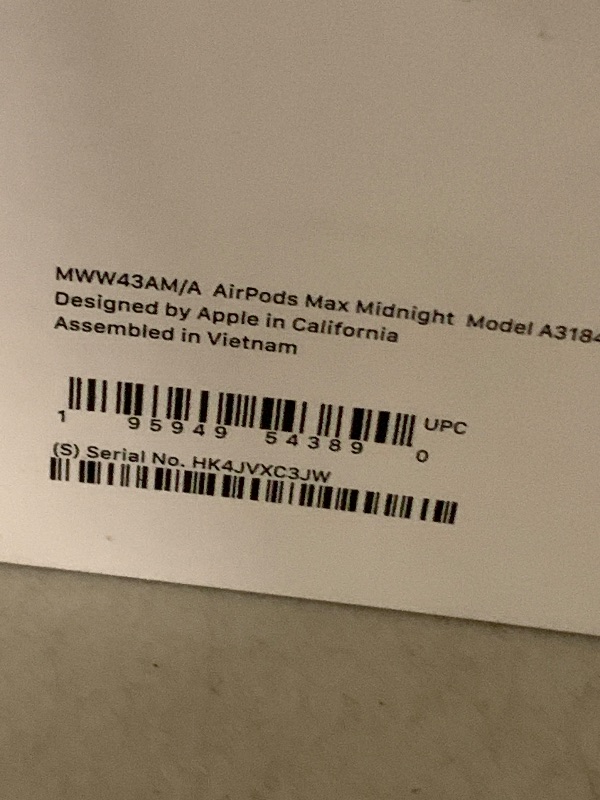 MWW43AM/A AirPods Max Midnight Model A3184
Designed by Apple in California
Assembled in Vietnam
UPC
1 95949 54389 0
(S) Serial No. HK4JVXC3JW